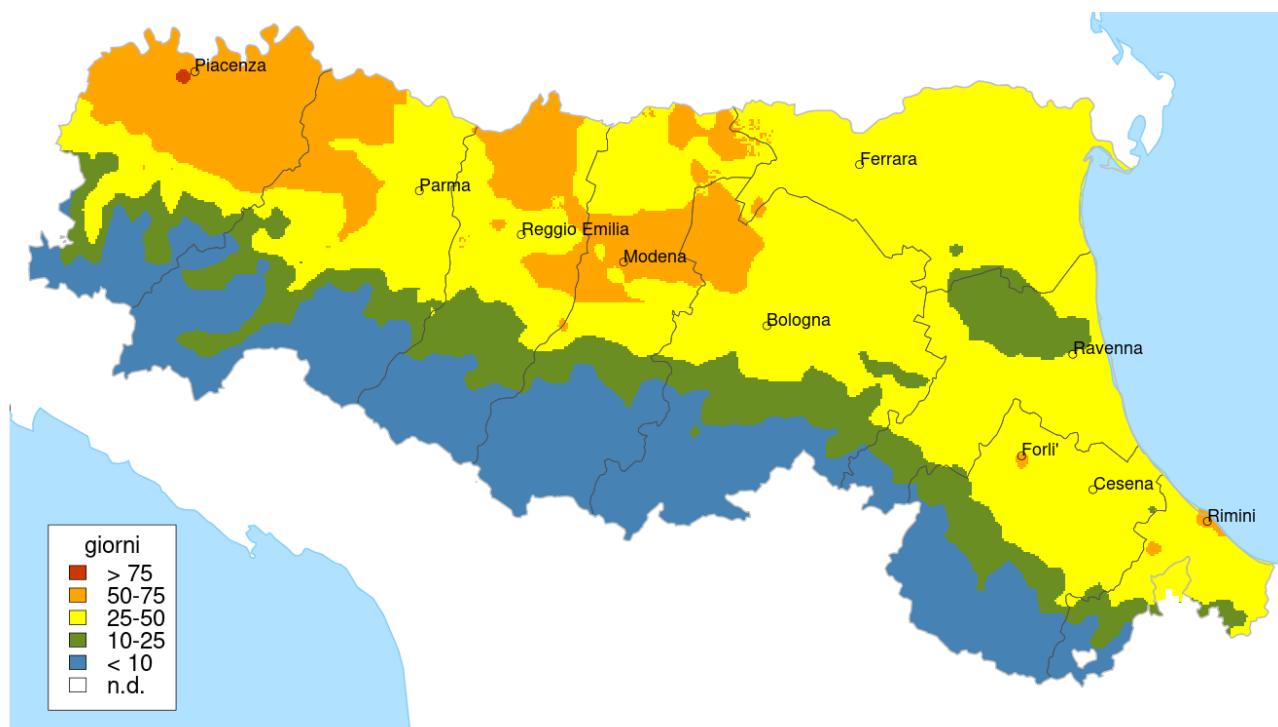 Piacenza
Ferrara
Parma
Reggio Emilia
Modena
Bologna
Ravenna
Forli'
Cesena
Rimini
giorni
> 75
50-75
25-50
10-25
< 10
n.d.